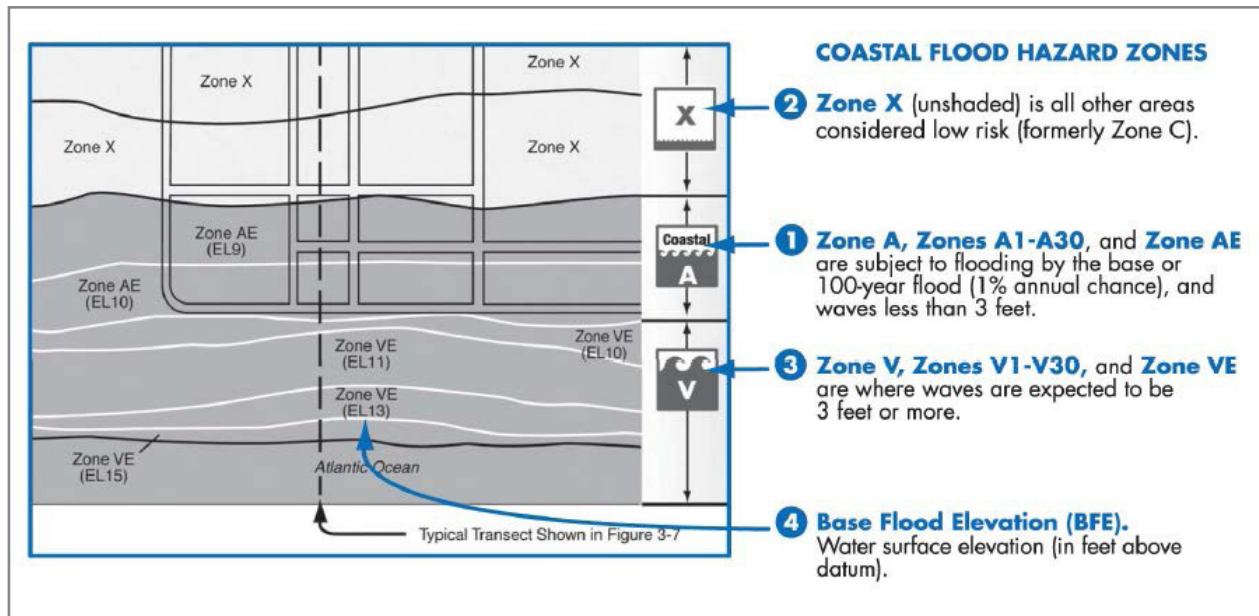 Zone X
Zone X
Zone X
Zone X
Zone AE
(EL9)
Zone AE
(EL10)
Zone VE
(EL10)
Zone VE
(EL11)
Zone VE
(EL13)
Zone VE
(EL15)
Atlantic Ocean
Typical Transect Shown in Figure 3-7
X
Coastal
A
V
COASTAL FLOOD HAZARD ZONES
2 Zone X (unshaded) is all other areas
considered low risk (formerly Zone C).
1 Zone A, Zones A1-A30, and Zone AE
are subject to flooding by the base or
100-year flood (1% annual chance), and
waves less than 3 feet.
3 Zone V, Zones V1-V30, and Zone VE
are where waves are expected to be
3 feet or more.
4 Base Flood Elevation (BFE).
Water surface elevation (in feet above
datum).